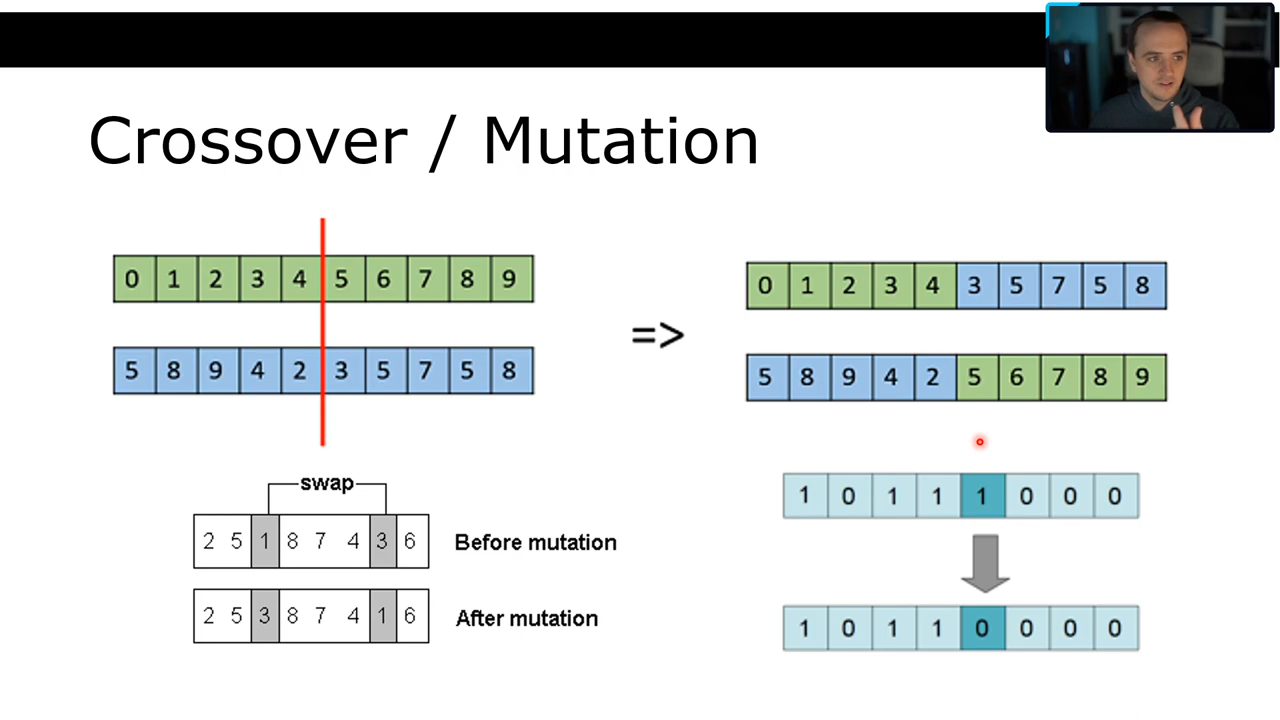 Crossover / Mutation
0 1 2 3 4 5 6 7 8 9
5 8 9 4 2 3 5 7 5 8
=>
0 1 2 3 4 3 5 7 5 8
5 8 9 4 2 5 6 7 8 9
swap
2 5 1 8 7 4 3 6 Before mutation
2 5 3 8 7 4 1 6 After mutation
1 0 1 1 1 0 0 0
1 0 1 1 0 0 0 0